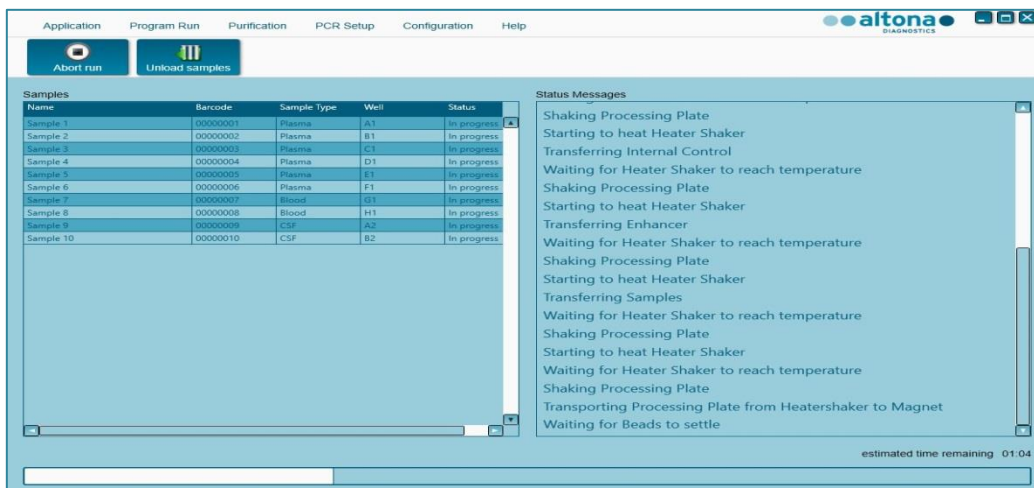 Application Program Run Purification PCR Setup Configuration Help
altona
DIAGNOSTICS
Abort run Unload samples
Samples
Name Barcode Sample Type Well Status
Sample 1 00000001 Plasma A1 In progress
Sample 2 00000002 Plasma B1 In progress
Sample 3 00000003 Plasma C1 In progress
Sample 4 00000004 Plasma D1 In progress
Sample 5 00000005 Plasma E1 In progress
Sample 6 00000006 Plasma F1 In progress
Sample 7 00000007 Blood G1 In progress
Sample 8 00000008 Blood H1 In progress
Sample 9 00000009 CSF A2 In progress
Sample 10 00000010 CSF B2 In progress
Status Messages
Shaking Processing Plate
Starting to heat Heater Shaker
Transferring Internal Control
Waiting for Heater Shaker to reach temperature
Shaking Processing Plate
Starting to heat Heater Shaker
Transferring Enhancer
Waiting for Heater Shaker to reach temperature
Shaking Processing Plate
Starting to heat Heater Shaker
Transferring Samples
Waiting for Heater Shaker to reach temperature
Shaking Processing Plate
Starting to heat Heater Shaker
Waiting for Heater Shaker to reach temperature
Shaking Processing Plate
Transporting Processing Plate from Heatershaker to Magnet
Waiting for Beads to settle
estimated time remaining 01:04